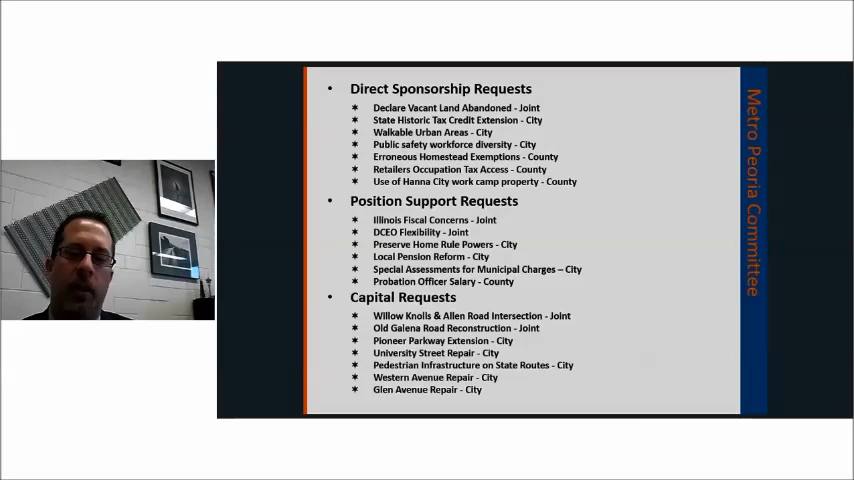 Direct Sponsorship Requests
Declare Vacant Land Abandoned - Joint
State Historic Tax Credit Extension - City
Walkable Urban Areas - City
Public safety workforce diversity - City
Erroneous Homestead Exemptions - County
Retailers Occupation Tax Access - County
Use of Hanna City work camp property - County
Position Support Requests
Illinois Fiscal Concerns - Joint
DCEO Flexibility - Joint
Preserve Home Rule Powers - City
Local Pension Reform - City
Special Assessments for Municipal Charges – City
Probation Officer Salary - County
Capital Requests
Willow Knolls & Allen Road Intersection - Joint
Old Galena Road Reconstruction - Joint
Pioneer Parkway Extension - City
University Street Repair - City
Pedestrian Infrastructure on State Routes - City
Western Avenue Repair - City
Glen Avenue Repair - City
Metro Peoria Committee